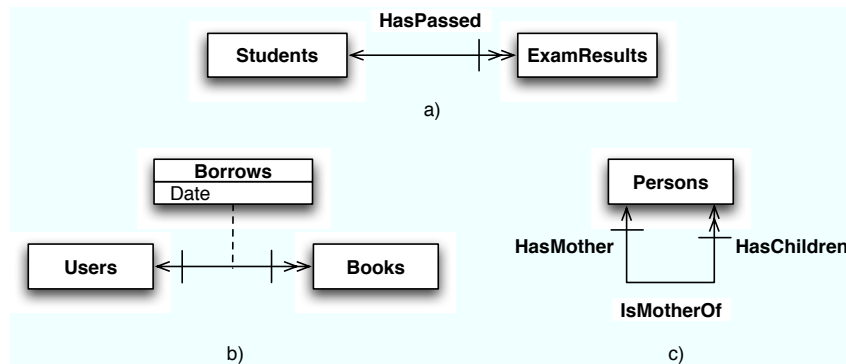 HasPassed
Students
ExamResults
a)
Borrows
Date
Users
Books
b)
Persons
HasMother
HasChildren
IsMotherOf
c)